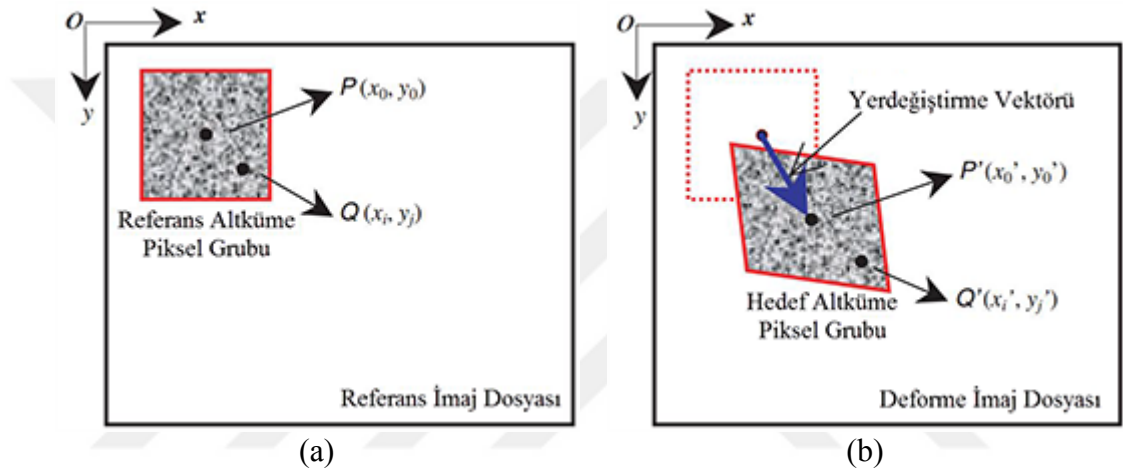 O x
y
P(x₀, y₀)
Q(xᵢ, yⱼ)
Referans Altküme
Piksel Grubu
Referans İmaj Dosyası
(a)
O x
y
Yerdeğiştirme Vektörü
P’(x₀’, y₀’)
Q’(xᵢ’, yⱼ’)
Hedef Altküme
Piksel Grubu
Deforme İmaj Dosyası
(b)